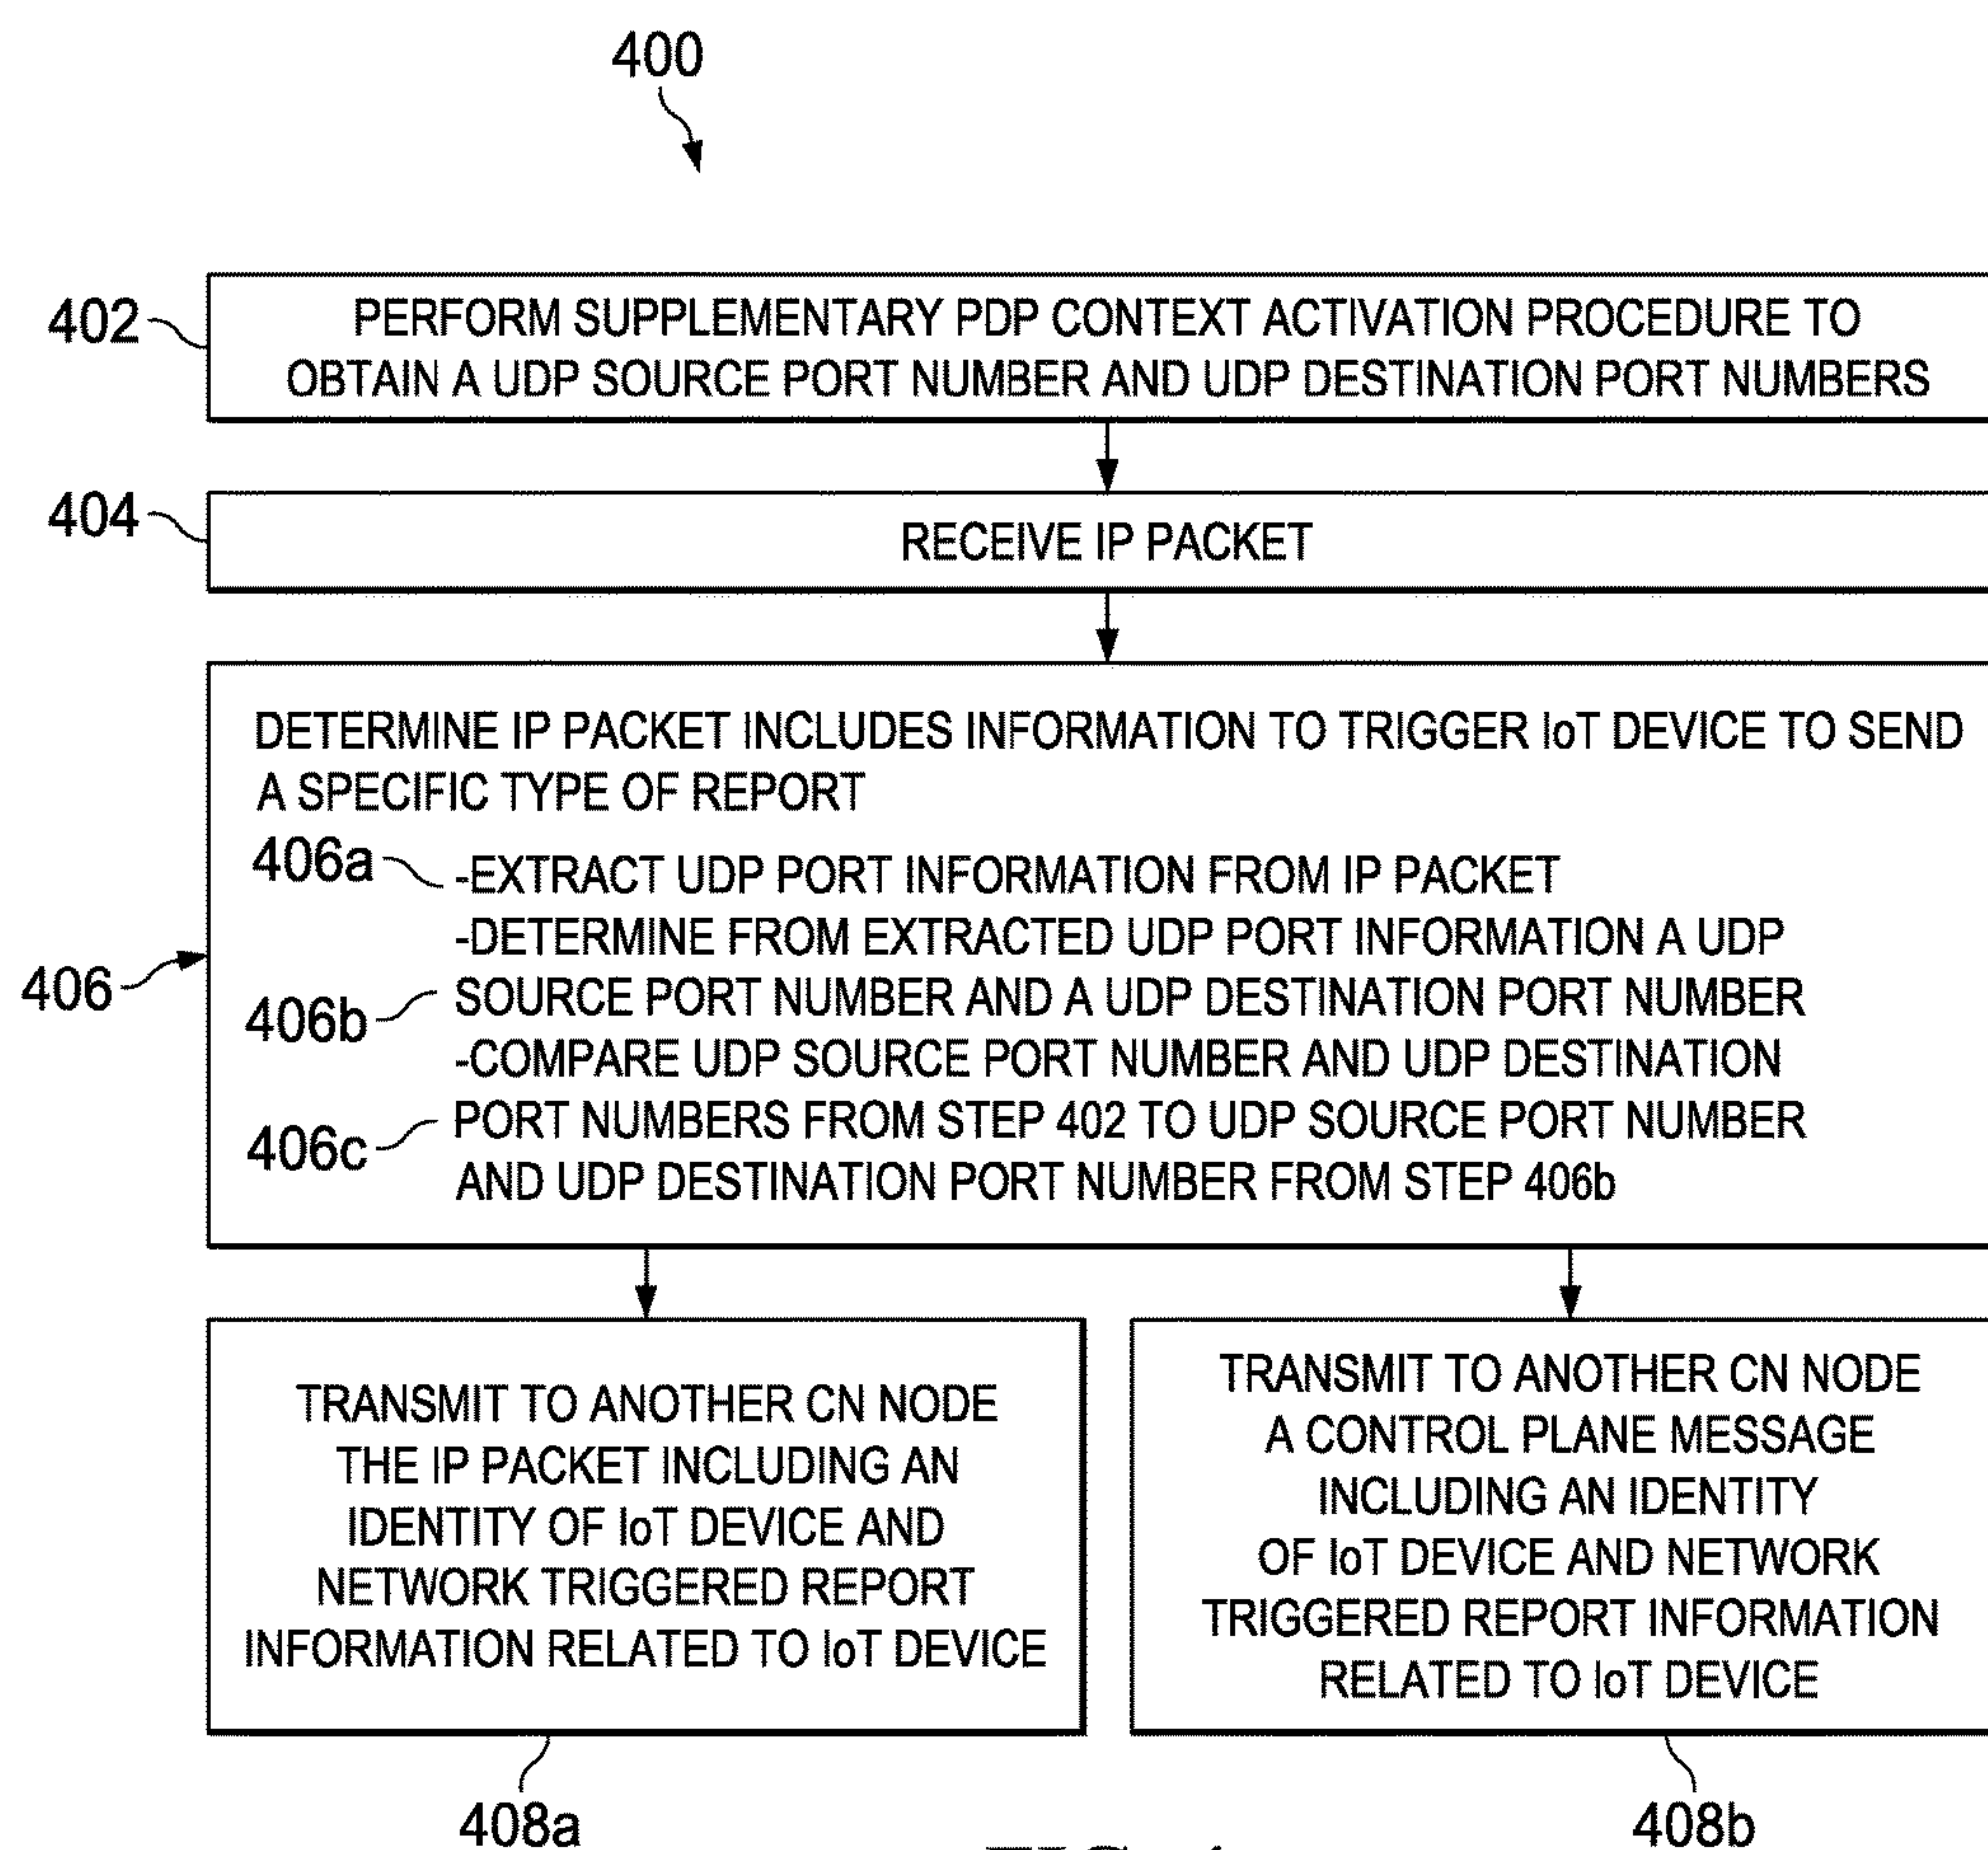 400
402
PERFORM SUPPLEMENTARY PDP CONTEXT ACTIVATION PROCEDURE TO
OBTAIN A UDP SOURCE PORT NUMBER AND UDP DESTINATION PORT NUMBERS
404
RECEIVE IP PACKET
406
DETERMINE IP PACKET INCLUDES INFORMATION TO TRIGGER IoT DEVICE TO SEND
A SPECIFIC TYPE OF REPORT
406a
-EXTRACT UDP PORT INFORMATION FROM IP PACKET
-DETERMINE FROM EXTRACTED UDP PORT INFORMATION A UDP
406b
SOURCE PORT NUMBER AND A UDP DESTINATION PORT NUMBER
-COMPARE UDP SOURCE PORT NUMBER AND UDP DESTINATION
406c
PORT NUMBERS FROM STEP 402 TO UDP SOURCE PORT NUMBER
AND UDP DESTINATION PORT NUMBER FROM STEP 406b
TRANSMIT TO ANOTHER CN NODE
THE IP PACKET INCLUDING AN
IDENTITY OF IoT DEVICE AND
NETWORK TRIGGERED REPORT
INFORMATION RELATED TO IoT DEVICE
408a
TRANSMIT TO ANOTHER CN NODE
A CONTROL PLANE MESSAGE
INCLUDING AN IDENTITY
OF IoT DEVICE AND NETWORK
TRIGGERED REPORT INFORMATION
RELATED TO IoT DEVICE
408b